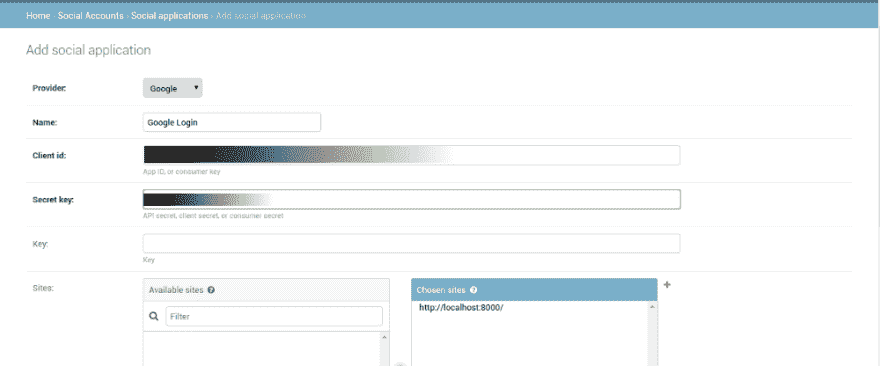 Home › Social Accounts › Social applications › Add social application
Add social application
Provider: Google
Name: Google Login
Client id:
App ID, or consumer key
Secret key:
API secret, client secret, or consumer secret
Key:
Key
Sites:
Available sites
Chosen sites
Filter
http://localhost:8000/